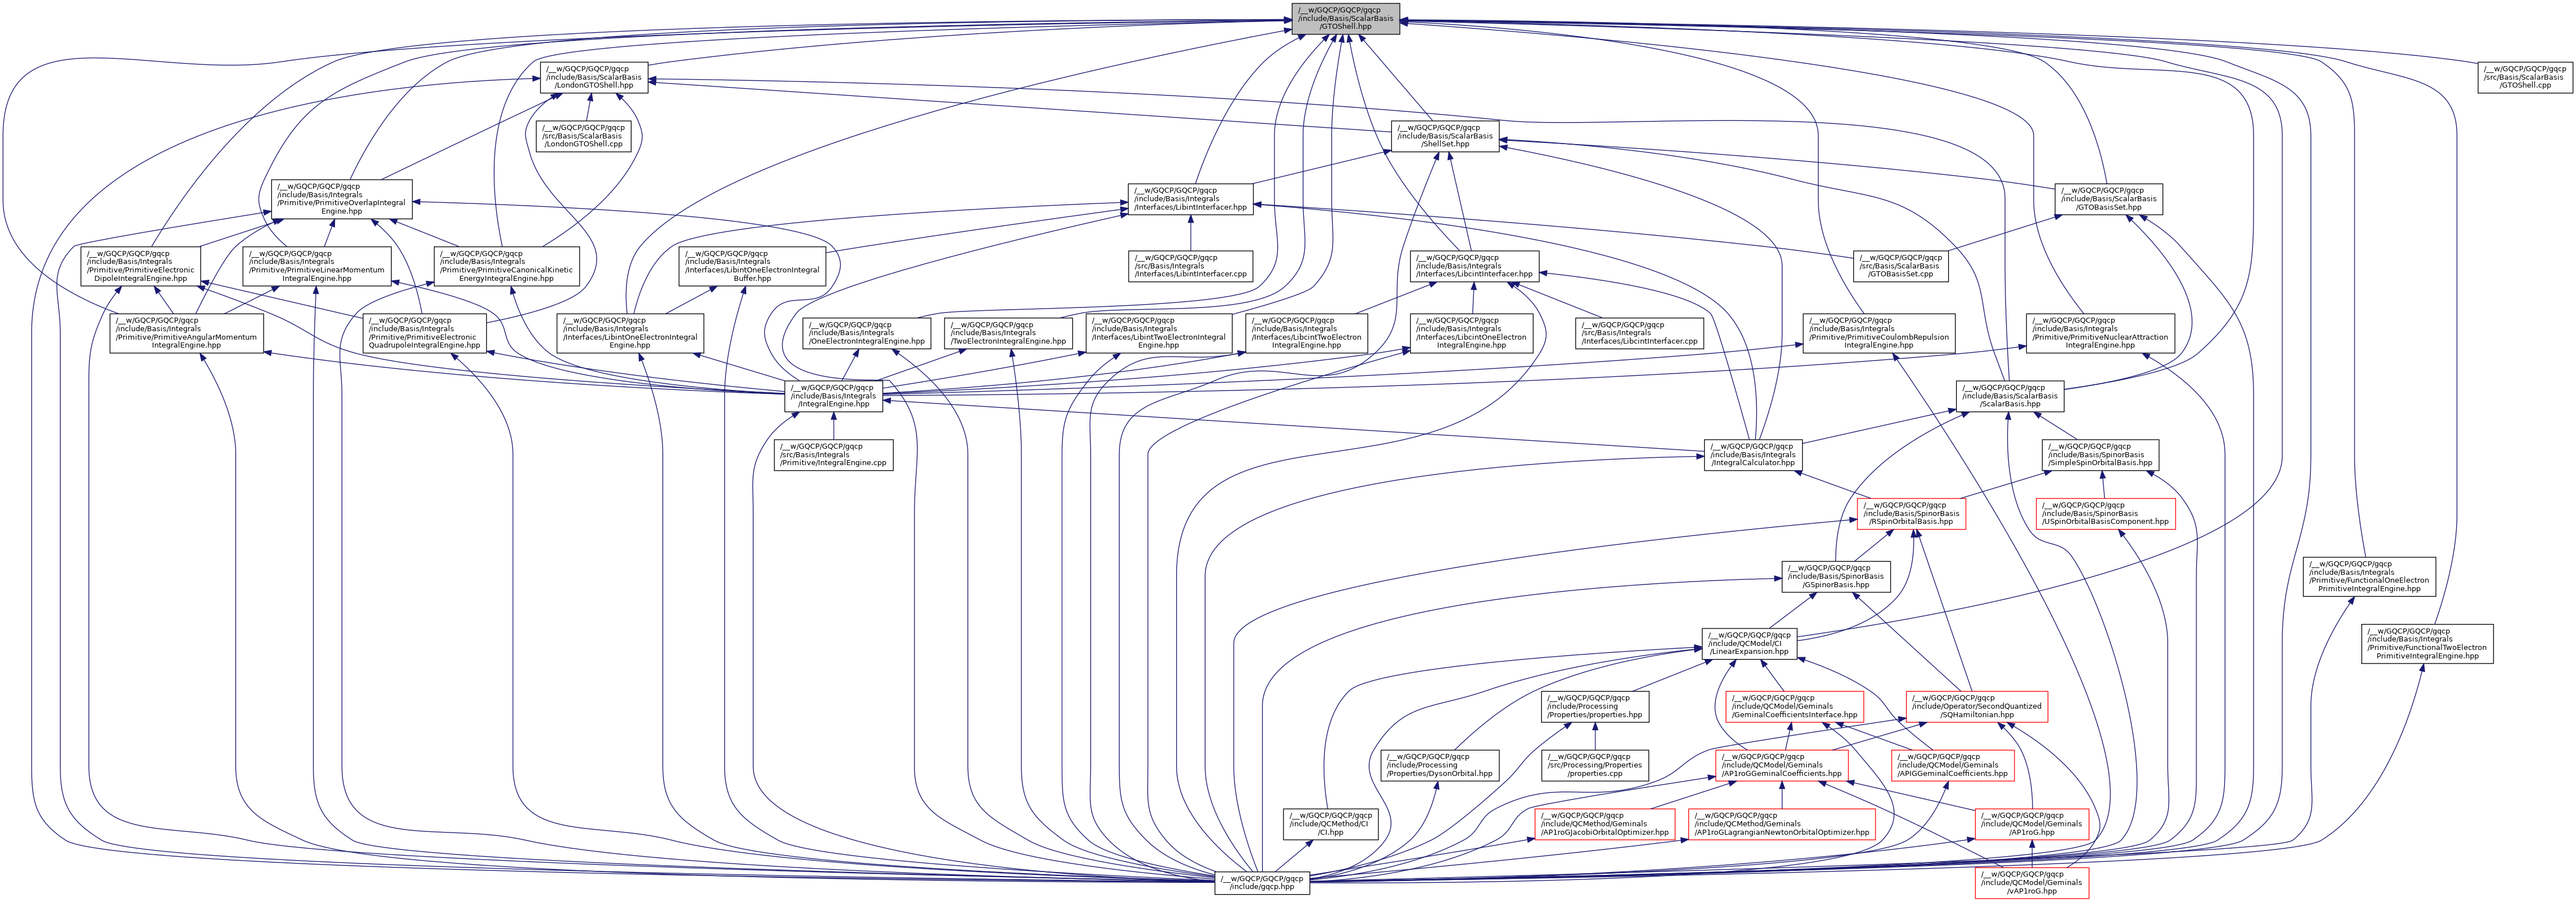 /__w/GQCP/GQCP/gqcp
/include/Basis/ScalarBasis
/GTOShell.hpp
/__w/GQCP/GQCP/gqcp
/include/Basis/ScalarBasis
/LondonGTOShell.hpp
/__w/GQCP/GQCP/gqcp
/src/Basis/ScalarBasis
/GTOShell.cpp
/__w/GQCP/GQCP/gqcp
/src/Basis/ScalarBasis
/LondonGTOShell.cpp
/__w/GQCP/GQCP/gqcp
/include/Basis/ScalarBasis
/ShellSet.hpp
/__w/GQCP/GQCP/gqcp
/include/Basis/Integrals
/Primitive/PrimitiveOverlapIntegral
Engine.hpp
/__w/GQCP/GQCP/gqcp
/include/Basis/Integrals
/Interfaces/LibintInterfacer.hpp
/__w/GQCP/GQCP/gqcp
/include/Basis/ScalarBasis
/GTOBasisSet.hpp
/__w/GQCP/GQCP/gqcp
/include/Basis/Integrals
/Primitive/PrimitiveElectronic
DipoleIntegralEngine.hpp
/__w/GQCP/GQCP/gqcp
/include/Basis/Integrals
/Primitive/PrimitiveLinearMomentum
IntegralEngine.hpp
/__w/GQCP/GQCP/gqcp
/include/Basis/Integrals
/Primitive/PrimitiveCanonicalKinetic
EnergyIntegralEngine.hpp
/__w/GQCP/GQCP/gqcp
/include/Basis/Integrals
/Interfaces/LibintOneElectronIntegral
Buffer.hpp
/__w/GQCP/GQCP/gqcp
/src/Basis/Integrals
/Interfaces/LibintInterfacer.cpp
/__w/GQCP/GQCP/gqcp
/include/Basis/Integrals
/Interfaces/LibcintInterfacer.hpp
/__w/GQCP/GQCP/gqcp
/src/Basis/ScalarBasis
/GTOBasisSet.cpp
/__w/GQCP/GQCP/gqcp
/include/Basis/Integrals
/Primitive/PrimitiveAngularMomentum
IntegralEngine.hpp
/__w/GQCP/GQCP/gqcp
/include/Basis/Integrals
/Primitive/PrimitiveElectronic
QuadrupoleIntegralEngine.hpp
/__w/GQCP/GQCP/gqcp
/include/Basis/Integrals
/Interfaces/LibintOneElectronIntegral
Engine.hpp
/__w/GQCP/GQCP/gqcp
/include/Basis/Integrals
/OneElectronIntegralEngine.hpp
/__w/GQCP/GQCP/gqcp
/include/Basis/Integrals
/TwoElectronIntegralEngine.hpp
/__w/GQCP/GQCP/gqcp
/include/Basis/Integrals
/Interfaces/LibintTwoElectronIntegral
Engine.hpp
/__w/GQCP/GQCP/gqcp
/include/Basis/Integrals
/Interfaces/LibcintTwoElectron
IntegralEngine.hpp
/__w/GQCP/GQCP/gqcp
/include/Basis/Integrals
/Interfaces/LibcintOneElectron
IntegralEngine.hpp
/__w/GQCP/GQCP/gqcp
/src/Basis/Integrals
/Interfaces/LibcintInterfacer.cpp
/__w/GQCP/GQCP/gqcp
/include/Basis/Integrals
/Primitive/PrimitiveCoulombRepulsion
IntegralEngine.hpp
/__w/GQCP/GQCP/gqcp
/include/Basis/Integrals
/Primitive/PrimitiveNuclearAttraction
IntegralEngine.hpp
/__w/GQCP/GQCP/gqcp
/include/Basis/Integrals
/IntegralEngine.hpp
/__w/GQCP/GQCP/gqcp
/include/Basis/ScalarBasis
/ScalarBasis.hpp
/__w/GQCP/GQCP/gqcp
/src/Basis/Integrals
/Primitive/IntegralEngine.cpp
/__w/GQCP/GQCP/gqcp
/include/Basis/Integrals
/IntegralCalculator.hpp
/__w/GQCP/GQCP/gqcp
/include/Basis/SpinorBasis
/SimpleSpinOrbitalBasis.hpp
/__w/GQCP/GQCP/gqcp
/include/Basis/SpinorBasis
/RSpinOrbitalBasis.hpp
/__w/GQCP/GQCP/gqcp
/include/Basis/SpinorBasis
/USpinOrbitalBasisComponent.hpp
/__w/GQCP/GQCP/gqcp
/include/Basis/SpinorBasis
/GSpinorBasis.hpp
/__w/GQCP/GQCP/gqcp
/include/Basis/Integrals
/Primitive/FunctionalOneElectron
PrimitiveIntegralEngine.hpp
/__w/GQCP/GQCP/gqcp
/include/QCModel/CI
/LinearExpansion.hpp
/__w/GQCP/GQCP/gqcp
/include/Basis/Integrals
/Primitive/FunctionalTwoElectron
PrimitiveIntegralEngine.hpp
/__w/GQCP/GQCP/gqcp
/include/Processing
/Properties/properties.hpp
/__w/GQCP/GQCP/gqcp
/include/QCModel/Geminals
/GeminalCoefficientsInterface.hpp
/__w/GQCP/GQCP/gqcp
/include/Operator/SecondQuantized
/SQHamiltonian.hpp
/__w/GQCP/GQCP/gqcp
/include/Processing
/Properties/DysonOrbital.hpp
/__w/GQCP/GQCP/gqcp
/src/Processing/Properties
/properties.cpp
/__w/GQCP/GQCP/gqcp
/include/QCModel/Geminals
/AP1roGGeminalCoefficients.hpp
/__w/GQCP/GQCP/gqcp
/include/QCModel/Geminals
/APIGGeminalCoefficients.hpp
/__w/GQCP/GQCP/gqcp
/include/QCMethod/CI
/CI.hpp
/__w/GQCP/GQCP/gqcp
/include/QCMethod/Geminals
/AP1roGJacobiOrbitalOptimizer.hpp
/__w/GQCP/GQCP/gqcp
/include/QCMethod/Geminals
/AP1roGLagrangianNewtonOrbitalOptimizer.hpp
/__w/GQCP/GQCP/gqcp
/include/QCModel/Geminals
/AP1roG.hpp
/__w/GQCP/GQCP/gqcp
/include/gqcp.hpp
/__w/GQCP/GQCP/gqcp
/include/QCModel/Geminals
/vAP1roG.hpp